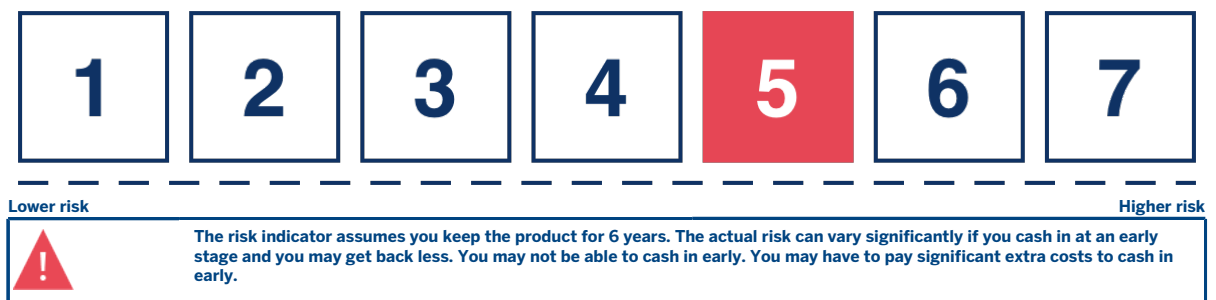 1 2 3 4 5 6 7
Lower risk Higher risk
!
The risk indicator assumes you keep the product for 6 years. The actual risk can vary significantly if you cash in at an early
stage and you may get back less. You may not be able to cash in early. You may have to pay significant extra costs to cash in
early.